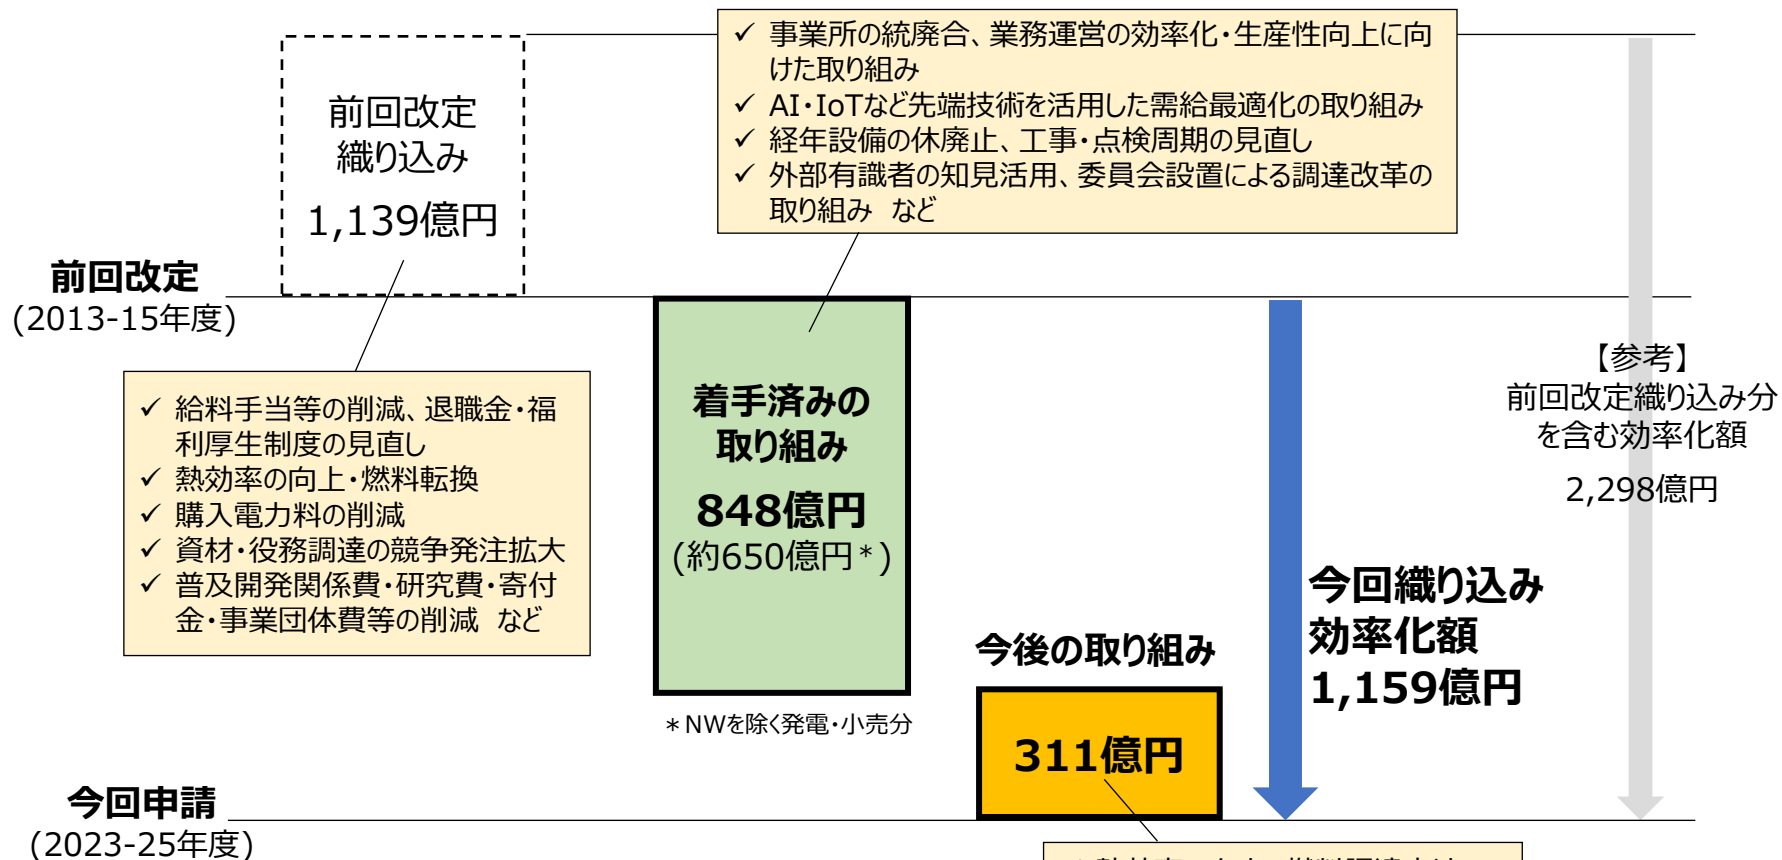 前回改定
織り込み
1,139億円
✓ 事業所の統廃合、業務運営の効率化・生産性向上に向
けた取り組み
✓ AI・IoTなど先端技術を活用した需給最適化の取り組み
✓ 経年設備の休廃止、工事・点検周期の見直し
✓ 外部有識者の知見活用、委員会設置による調達改革の
取り組み など
前回改定
(2013-15年度)
✓ 給料手当等の削減、退職金・福
利厚生制度の見直し
✓ 熱効率の向上・燃料転換
✓ 購入電力料の削減
✓ 資材・役務調達の競争発注拡大
✓ 普及開発関係費・研究費・寄付
金・事業団体費等の削減 など
着手済みの
取り組み
848億円
(約650億円*)
*NWを除く発電・小売分
今後の取り組み
311億円
今回織り込み
効率化額
1,159億円
【参考】
前回改定織り込み分
を含む効率化額
2,298億円
今回申請
(2023-25年度)